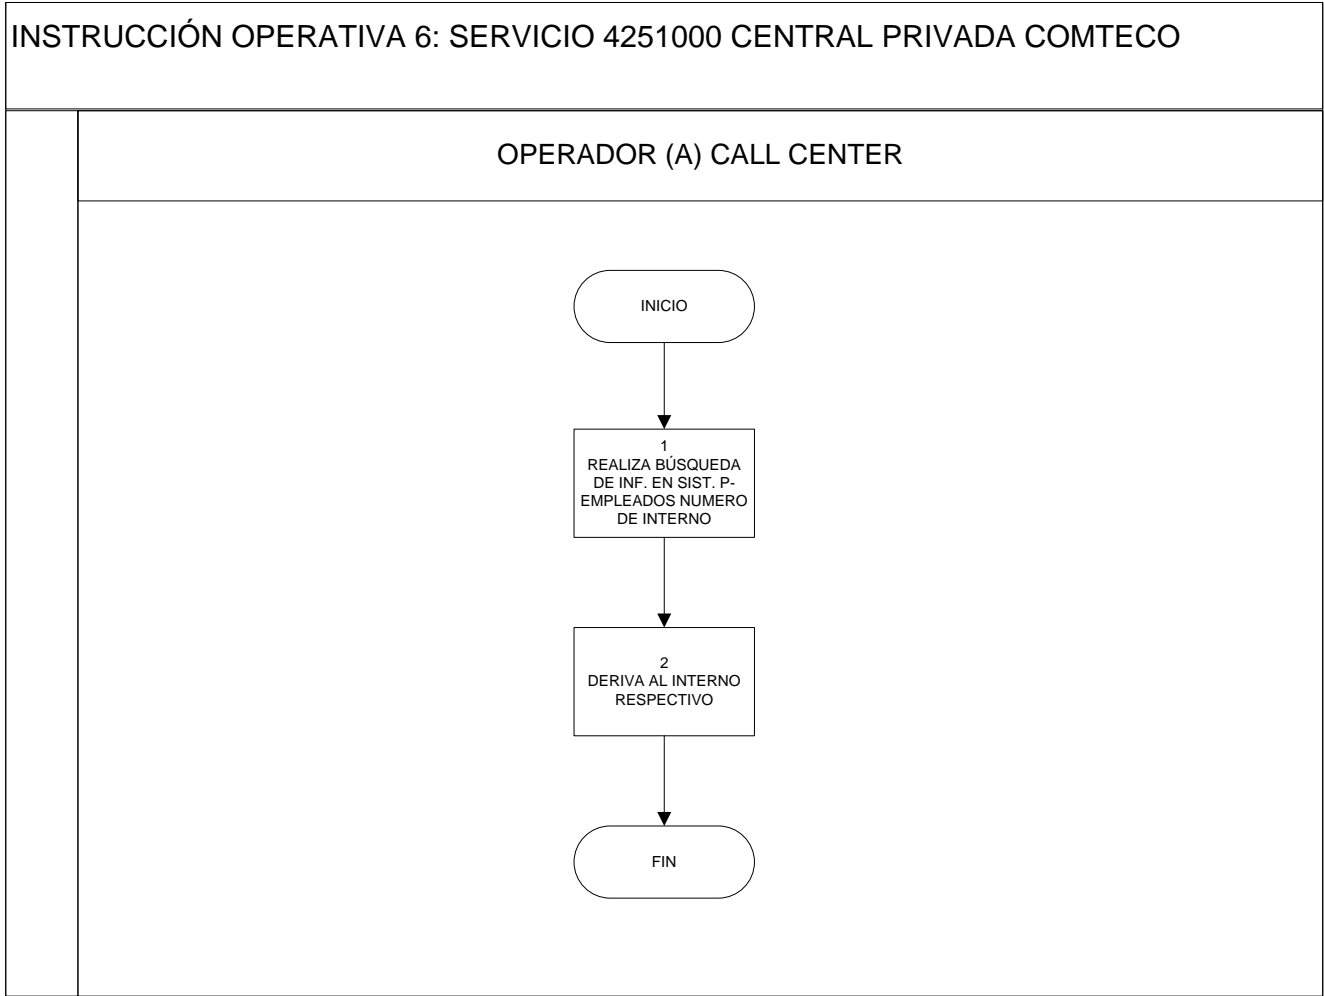 INSTRUCCIÓN OPERATIVA 6: SERVICIO 4251000 CENTRAL PRIVADA COMTECO
OPERADOR (A) CALL CENTER
INICIO
1
REALIZA BÚSQUEDA
DE INF. EN SIST. P-
EMPLEADOS NUMERO
DE INTERNO
2
DERIVA AL INTERNO
RESPECTIVO
FIN